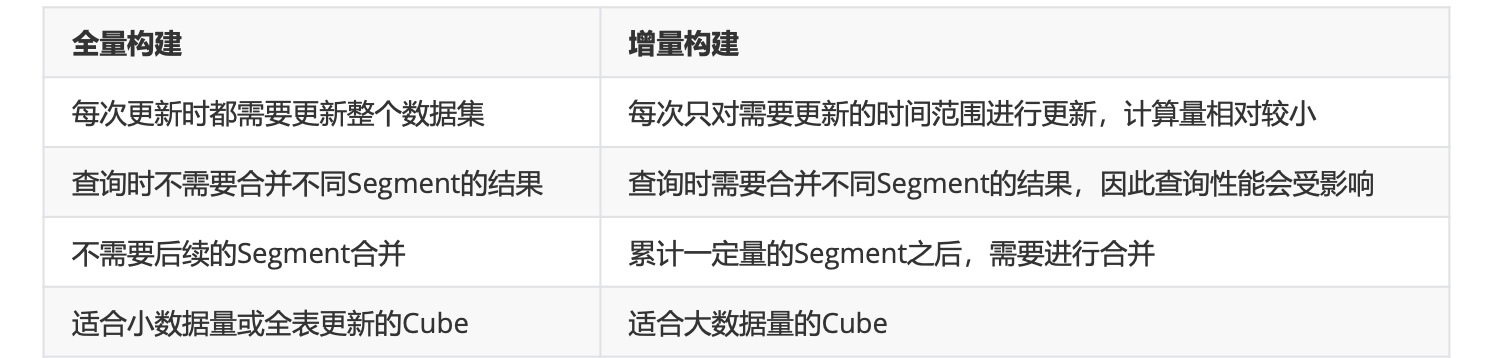 全量构建 增量构建
每次更新时都需要更新整个数据集 每次只对需要更新的时间范围进行更新，计算量相对较小
查询时不需要合并不同Segment的结果 查询时需要合并不同Segment的结果，因此查询性能会受影响
不需要后续的Segment合并 累计一定量的Segment之后，需要进行合并
适合小数据量或全表更新的Cube 适合大数据量的Cube